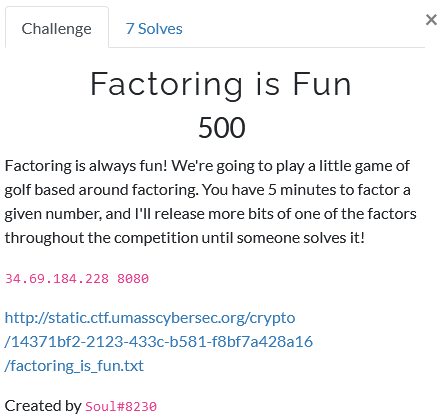 Challenge
7 Solves
×
Factoring is Fun
500
Factoring is always fun! We're going to play a little game of
golf based around factoring. You have 5 minutes to factor a
given number, and I'll release more bits of one of the factors
throughout the competition until someone solves it!
34.69.184.228 8080
http://static.ctf.umasscybersec.org/crypto
/14371bf2-2123-433c-b581-f8bf7a428a16
/factoring_is_fun.txt
Created by Soul#8230